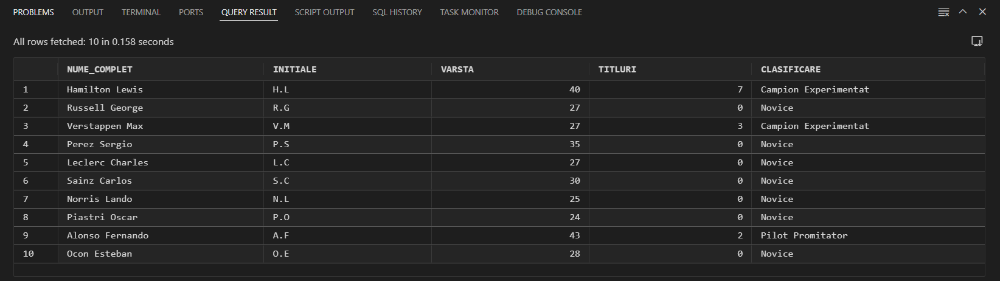 PROBLEMS OUTPUT TERMINAL PORTS QUERY RESULT SCRIPT OUTPUT SQL HISTORY TASK MONITOR DEBUG CONSOLE
All rows fetched: 10 in 0.158 seconds
NUME_COMPLET INITIALE VARSTA TITLURI CLASIFICARE
1 Hamilton Lewis H.L 40 7 Campion Experimentat
2 Russell George R.G 27 0 Novice
3 Verstappen Max V.M 27 3 Campion Experimentat
4 Perez Sergio P.S 35 0 Novice
5 Leclerc Charles L.C 27 0 Novice
6 Sainz Carlos S.C 30 0 Novice
7 Norris Lando N.L 25 0 Novice
8 Piastri Oscar P.O 24 0 Novice
9 Alonso Fernando A.F 43 2 Pilot Promitator
10 Ocon Esteban O.E 28 0 Novice